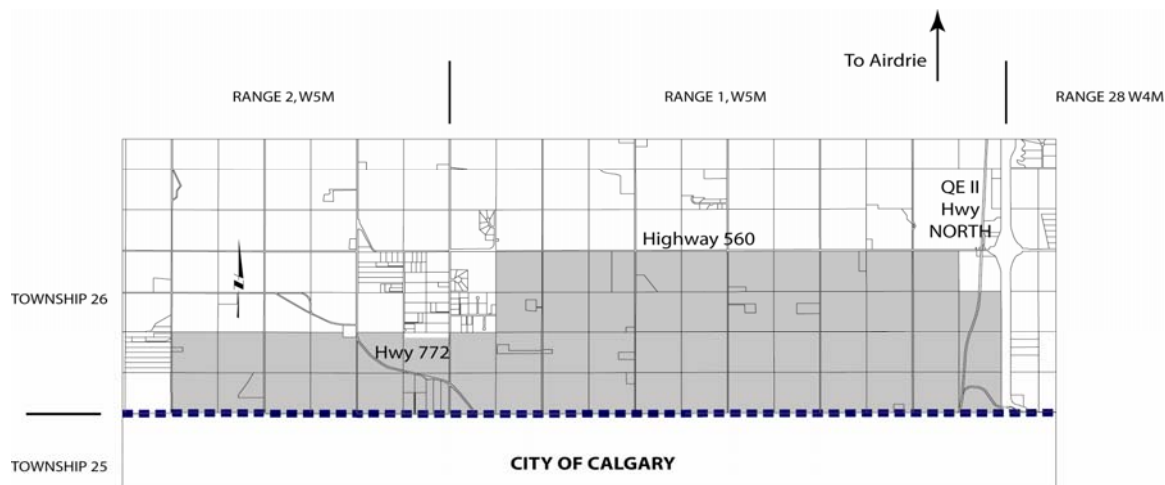 To Airdrie
RANGE 2, W5M
RANGE 1, W5M
RANGE 28 W4M
QE II
Hwy
NORTH
Highway 560
TOWNSHIP 26
Hwy 772
TOWNSHIP 25
CITY OF CALGARY